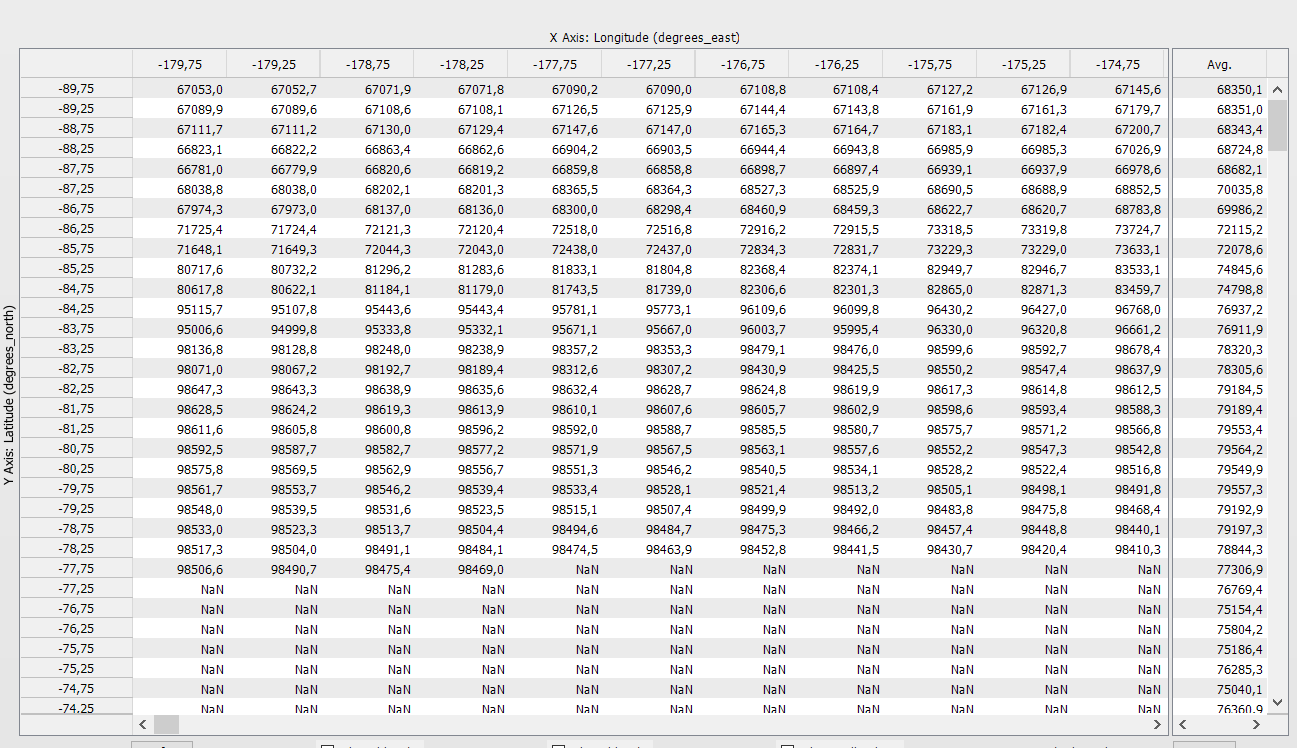 X Axis: Longitude (degrees_east)
-179,75 -179,25 -178,75 -178,25 -177,75 -177,25 -176,75 -176,25 -175,75 -175,25 -174,75 Avg.
Y Axis: Latitude (degrees_north)
-89,75 67053,0 67052,7 67071,9 67071,8 67090,2 67090,0 67108,8 67108,4 67127,2 67126,9 67145,6 68350,1
-89,25 67089,9 67089,6 67108,6 67108,1 67126,5 67125,9 67144,4 67143,8 67161,9 67161,3 67179,7 68351,0
-88,75 67111,7 67111,2 67130,0 67129,4 67147,6 67147,0 67165,3 67164,7 67183,1 67182,4 67200,7 68343,4
-88,25 66823,1 66822,2 66863,4 66862,6 66904,2 66903,5 66944,4 66943,8 66985,9 66985,3 67026,9 68724,8
-87,75 66781,0 66779,9 66820,6 66819,2 66859,8 66858,8 66898,7 66897,4 66939,1 66937,9 66978,6 68682,1
-87,25 68038,8 68038,0 68202,1 68201,3 68365,5 68364,3 68527,3 68525,9 68690,5 68688,9 68852,5 70035,8
-86,75 67974,3 67973,0 68137,0 68136,0 68300,0 68298,4 68460,9 68459,3 68622,7 68620,7 68783,8 69986,2
-86,25 71725,4 71724,4 72121,3 72120,4 72518,0 72516,8 72916,2 72915,5 73318,5 73319,8 73724,7 72115,2
-85,75 71648,1 71649,3 72044,3 72043,0 72438,0 72437,0 72834,3 72831,7 73229,3 73229,0 73633,1 72078,6
-85,25 80717,6 80732,2 81296,2 81283,6 81833,1 81804,8 82368,4 82374,1 82949,7 82946,7 83533,1 74845,6
-84,75 80617,8 80622,1 81184,1 81179,0 81743,5 81739,0 82306,6 82301,3 82865,0 82871,3 83459,7 74798,8
-84,25 95115,7 95107,8 95443,6 95443,4 95781,1 95773,1 96109,6 96099,8 96430,2 96427,0 96768,0 76937,2
-83,75 95006,6 94999,8 95333,8 95332,1 95671,1 95667,0 96003,7 95995,4 96330,0 96320,8 96661,2 76911,9
-83,25 98136,8 98128,8 98248,0 98238,9 98357,2 98353,3 98479,1 98476,0 98599,6 98592,7 98678,4 78320,3
-82,75 98071,0 98067,2 98192,7 98189,4 98312,6 98307,2 98430,9 98425,5 98550,2 98547,4 98637,9 78305,6
-82,25 98647,3 98643,3 98638,9 98635,6 98632,4 98628,7 98624,8 98619,9 98617,3 98614,8 98612,5 79184,5
-81,75 98628,5 98624,2 98619,3 98613,9 98610,1 98607,6 98605,7 98602,9 98598,6 98593,4 98588,3 79189,4
-81,25 98611,6 98605,8 98600,8 98596,2 98592,0 98588,7 98585,5 98580,7 98575,7 98571,2 98566,8 79553,4
-80,75 98592,5 98587,7 98582,7 98577,2 98571,9 98567,5 98563,1 98557,6 98552,2 98547,3 98542,8 79564,2
-80,25 98575,8 98569,5 98562,9 98556,7 98551,3 98546,2 98540,5 98534,1 98528,2 98522,4 98516,8 79549,9
-79,75 98561,7 98553,7 98546,2 98539,4 98533,4 98528,1 98521,4 98513,2 98505,1 98498,1 98491,8 79557,3
-79,25 98548,0 98539,5 98531,6 98523,5 98515,1 98507,4 98499,9 98492,0 98483,8 98475,8 98468,4 79192,9
-78,75 98533,0 98523,3 98513,7 98504,4 98494,6 98484,7 98475,3 98466,2 98457,4 98448,8 98440,1 79197,3
-78,25 98517,3 98504,0 98491,1 98484,1 98474,5 98463,9 98452,8 98441,5 98430,7 98420,4 98410,3 78844,3
-77,75 98506,6 98490,7 98475,4 98469,0 NaN NaN NaN NaN NaN NaN NaN 77306,9
-77,25 NaN NaN NaN NaN NaN NaN NaN NaN NaN NaN NaN 76769,4
-76,75 NaN NaN NaN NaN NaN NaN NaN NaN NaN NaN NaN 75154,4
-76,25 NaN NaN NaN NaN NaN NaN NaN NaN NaN NaN NaN 75804,2
-75,75 NaN NaN NaN NaN NaN NaN NaN NaN NaN NaN NaN 75186,4
-75,25 NaN NaN NaN NaN NaN NaN NaN NaN NaN NaN NaN 76285,3
-74,75 NaN NaN NaN NaN NaN NaN NaN NaN NaN NaN NaN 75040,1
-74,25 NaN NaN NaN NaN NaN NaN NaN NaN NaN NaN NaN 76360,9